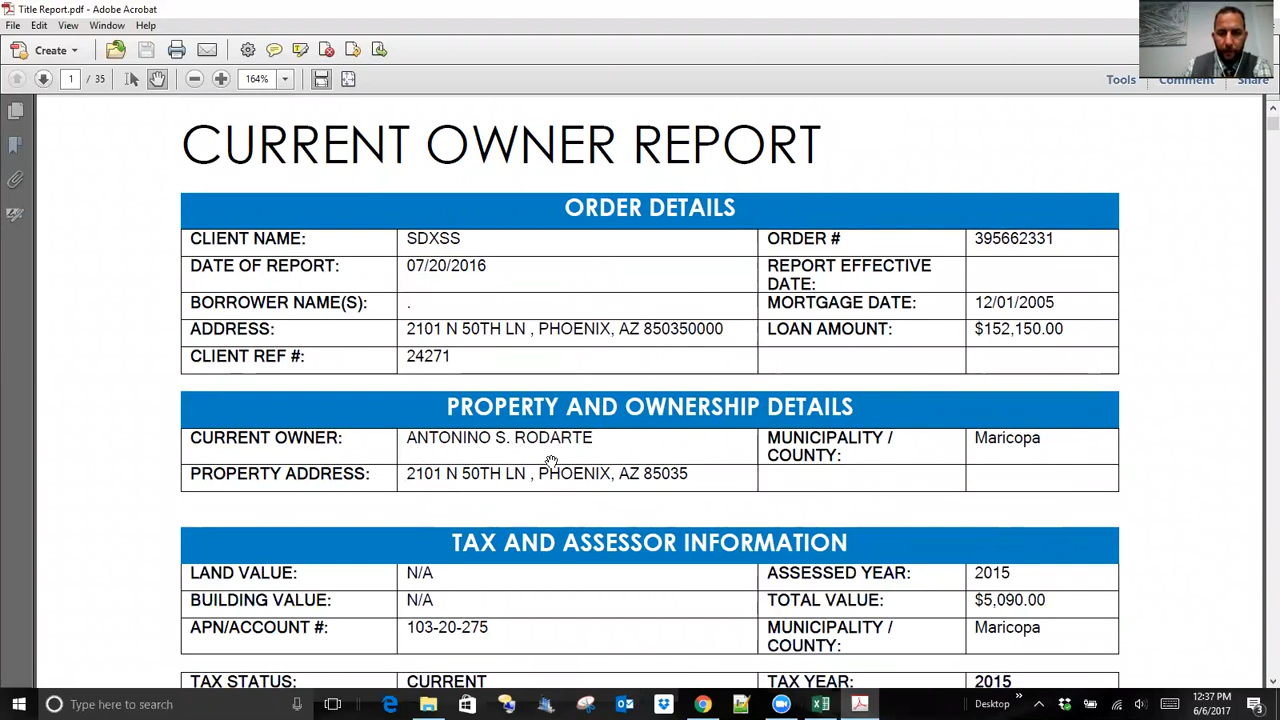 Title Report.pdf - Adobe Acrobat
File Edit View Window Help
Create
1 / 35 164% Tools Comment Share
CURRENT OWNER REPORT
ORDER DETAILS
CLIENT NAME: SDXSS ORDER # 395662331
DATE OF REPORT: 07/20/2016 REPORT EFFECTIVE DATE:
BORROWER NAME(S): . MORTGAGE DATE: 12/01/2005
ADDRESS: 2101 N 50TH LN , PHOENIX, AZ 850350000 LOAN AMOUNT: $152,150.00
CLIENT REF #: 24271
PROPERTY AND OWNERSHIP DETAILS
CURRENT OWNER: ANTONINO S. RODARTE MUNICIPALITY / COUNTY: Maricopa
PROPERTY ADDRESS: 2101 N 50TH LN , PHOENIX, AZ 85035
TAX AND ASSESSOR INFORMATION
LAND VALUE: N/A ASSESSED YEAR: 2015
BUILDING VALUE: N/A TOTAL VALUE: $5,090.00
APN/ACCOUNT #: 103-20-275 MUNICIPALITY / COUNTY: Maricopa
TAX STATUS: CURRENT TAX YEAR: 2015
Type here to search
Desktop
12:37 PM
6/6/2017